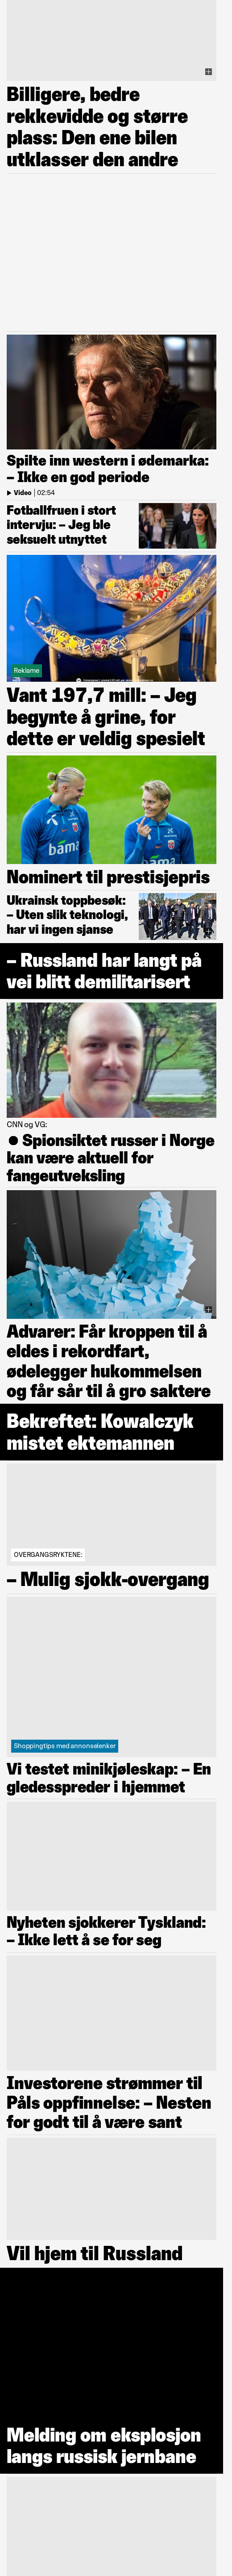 Billigere, bedre
rekkevidde og større
plass: Den ene bilen
utklasser den andre
Spilte inn western i ødemarka:
– Ikke en god periode
Video | 02:54
Fotballfruen i stort
intervju: – Jeg ble
seksuelt utnyttet
Reklame
Vant 197,7 mill: – Jeg
begynte å grine, for
dette er veldig spesielt
bama
bama
Nominert til prestisjepris
Ukrainsk toppbesøk:
– Uten slik teknologi,
har vi ingen sjanse
– Russland har langt på
vei blitt demilitarisert
CNN og VG:
● Spionsiktet russer i Norge
kan være aktuell for
fangeutveksling
Advarer: Får kroppen til å
eldes i rekordfart,
ødelegger hukommelsen
og får sår til å gro saktere
Bekreftet: Kowalczyk
mistet ektemannen
OVERGANGSRYKTENE:
– Mulig sjokk-overgang
Shoppingtips med annonselenker
Vi testet minikjøleskap: – En
gledesspreder i hjemmet
Nyheten sjokkerer Tyskland:
– Ikke lett å se for seg
Investorene strømmer til
Påls oppfinnelse: – Nesten
for godt til å være sant
Vil hjem til Russland
Melding om eksplosjon
langs russisk jernbane